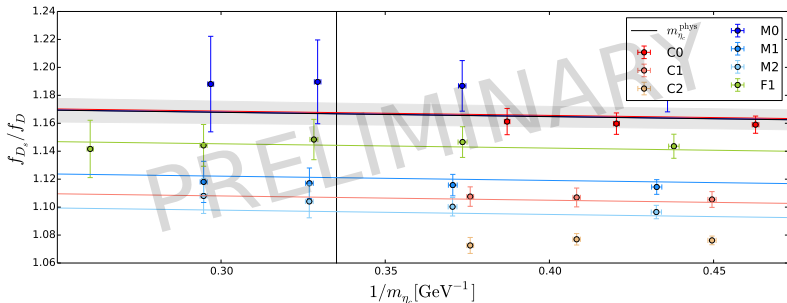 1.24
1.22
1.20
1.18
1.16
1.14
1.12
1.10
1.08
1.06
f_{D_s}/f_D
0.30
0.35
0.40
0.45
1/m_{η_c}[GeV^{-1}]
m_{η_c}^{phys}
C0
C1
C2
M0
M1
M2
F1
PRELIMINARY